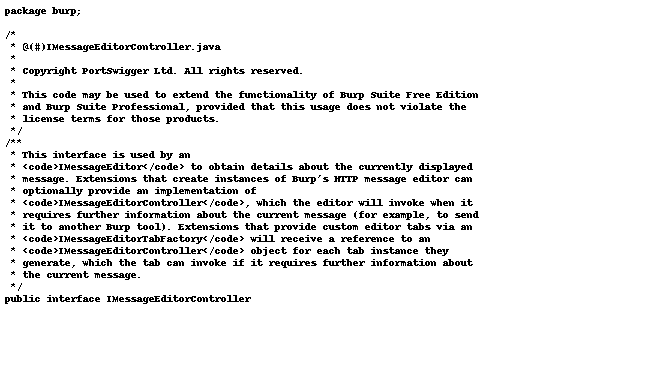 package burp;

/*
 * @(#)IMessageEditorController.java
 *
 * Copyright PortSwigger Ltd. All rights reserved.
 *
 * This code may be used to extend the functionality of Burp Suite Free Edition
 * and Burp Suite Professional, provided that this usage does not violate the
 * license terms for those products.
 */
/**
 * This interface is used by an
 * <code>IMessageEditor</code> to obtain details about the currently displayed
 * message. Extensions that create instances of Burp's HTTP message editor can
 * optionally provide an implementation of
 * <code>IMessageEditorController</code>, which the editor will invoke when it
 * requires further information about the current message (for example, to send
 * it to another Burp tool). Extensions that provide custom editor tabs via an
 * <code>IMessageEditorTabFactory</code> will receive a reference to an
 * <code>IMessageEditorController</code> object for each tab instance they
 * generate, which the tab can invoke if it requires further information about
 * the current message.
 */
public interface IMessageEditorController